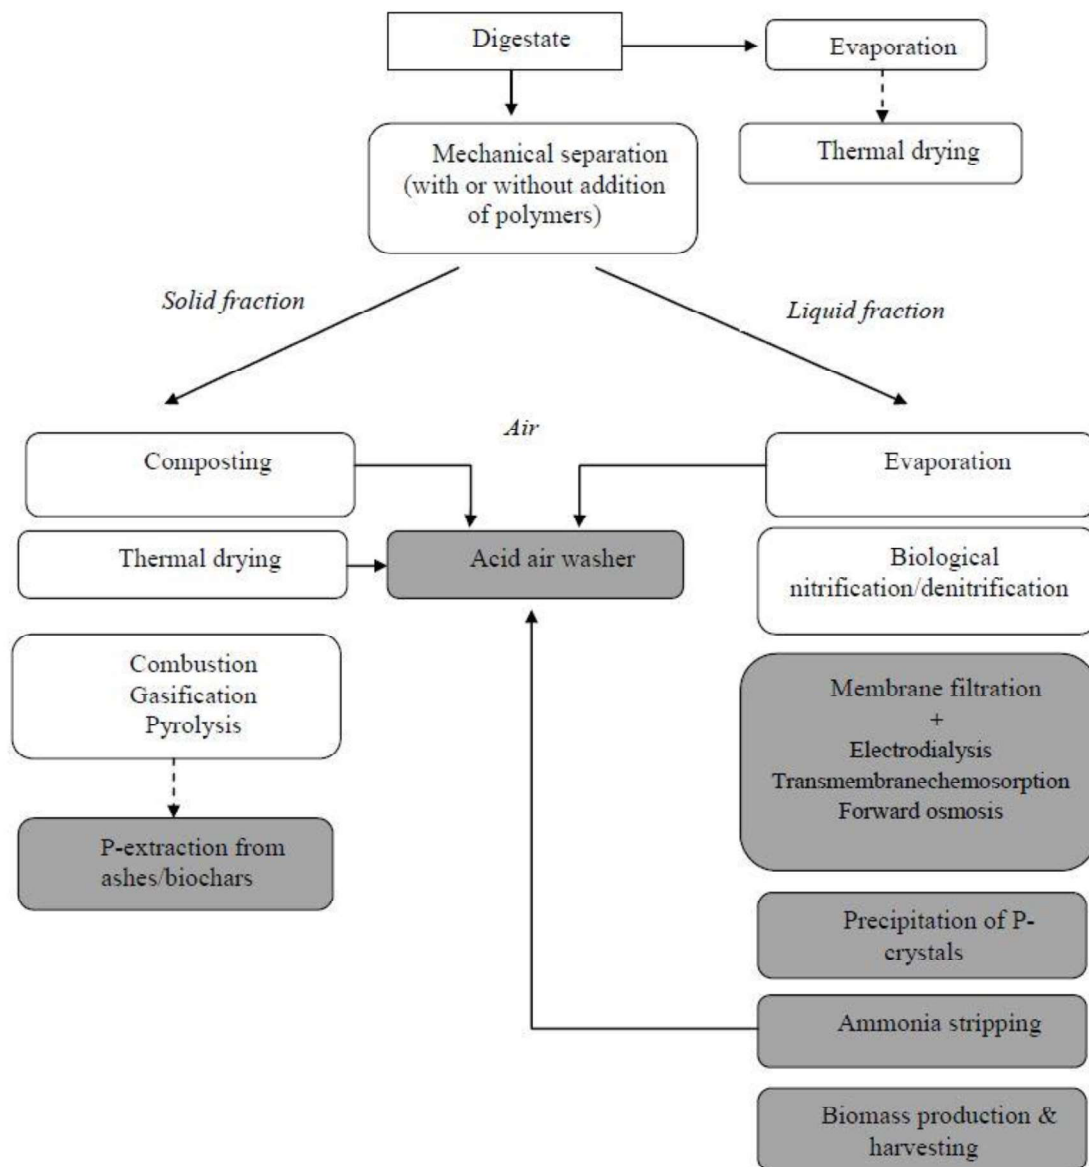 Digestate
Evaporation
Thermal drying
Mechanical separation
(with or without addition
of polymers)
Solid fraction
Liquid fraction
Air
Composting
Evaporation
Thermal drying
Acid air washer
Biological
nitrification/denitrification
Combustion
Gasification
Pyrolysis
Membrane filtration
+
Electrodialysis
Transmembranechemosorption
Forward osmosis
P-extraction from
ashes/biochars
Precipitation of P-
crystals
Ammonia stripping
Biomass production &
harvesting